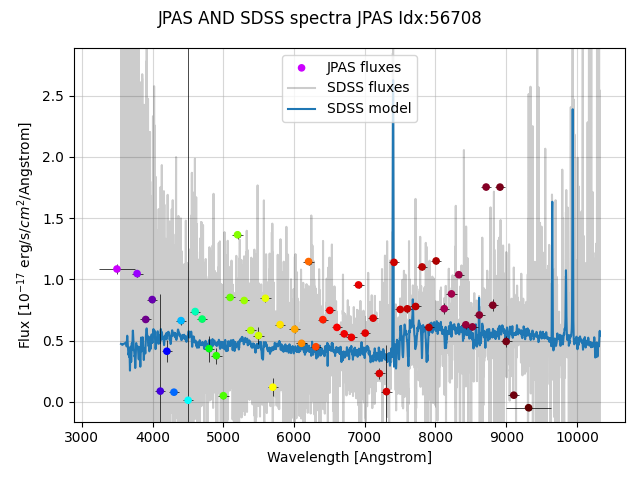 JPAS AND SDSS spectra JPAS Idx:56708
JPAS fluxes
SDSS fluxes
SDSS model
Flux [10⁻¹⁷ erg/s/cm²/Angstrom]
2.5
2.0
1.5
1.0
0.5
0.0
3000 4000 5000 6000 7000 8000 9000 10000
Wavelength [Angstrom]